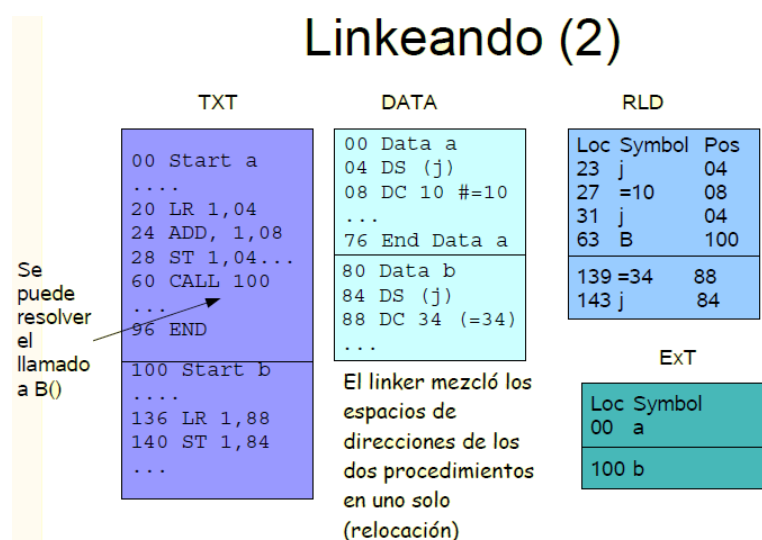 Linkeando (2)
Se
puede
resolver
el
llamado
a B()
TXT
00 Start a
....
20 LR 1,04
24 ADD, 1,08
28 ST 1,04...
60 CALL 100
...
96 END
100 Start b
....
136 LR 1,88
140 ST 1,84
...
DATA
00 Data a
04 DS (j)
08 DC 10 #=10
...
76 End Data a
80 Data b
84 DS (j)
88 DC 34 (=34)
...
El linker mezcló los
espacios de
direcciones de los
dos procedimientos
en uno solo
(relocación)
RLD
Loc Symbol Pos
23 j 04
27 =10 08
31 j 04
63 B 100
139 =34 88
143 j 84
ExT
Loc Symbol
00 a
100 b